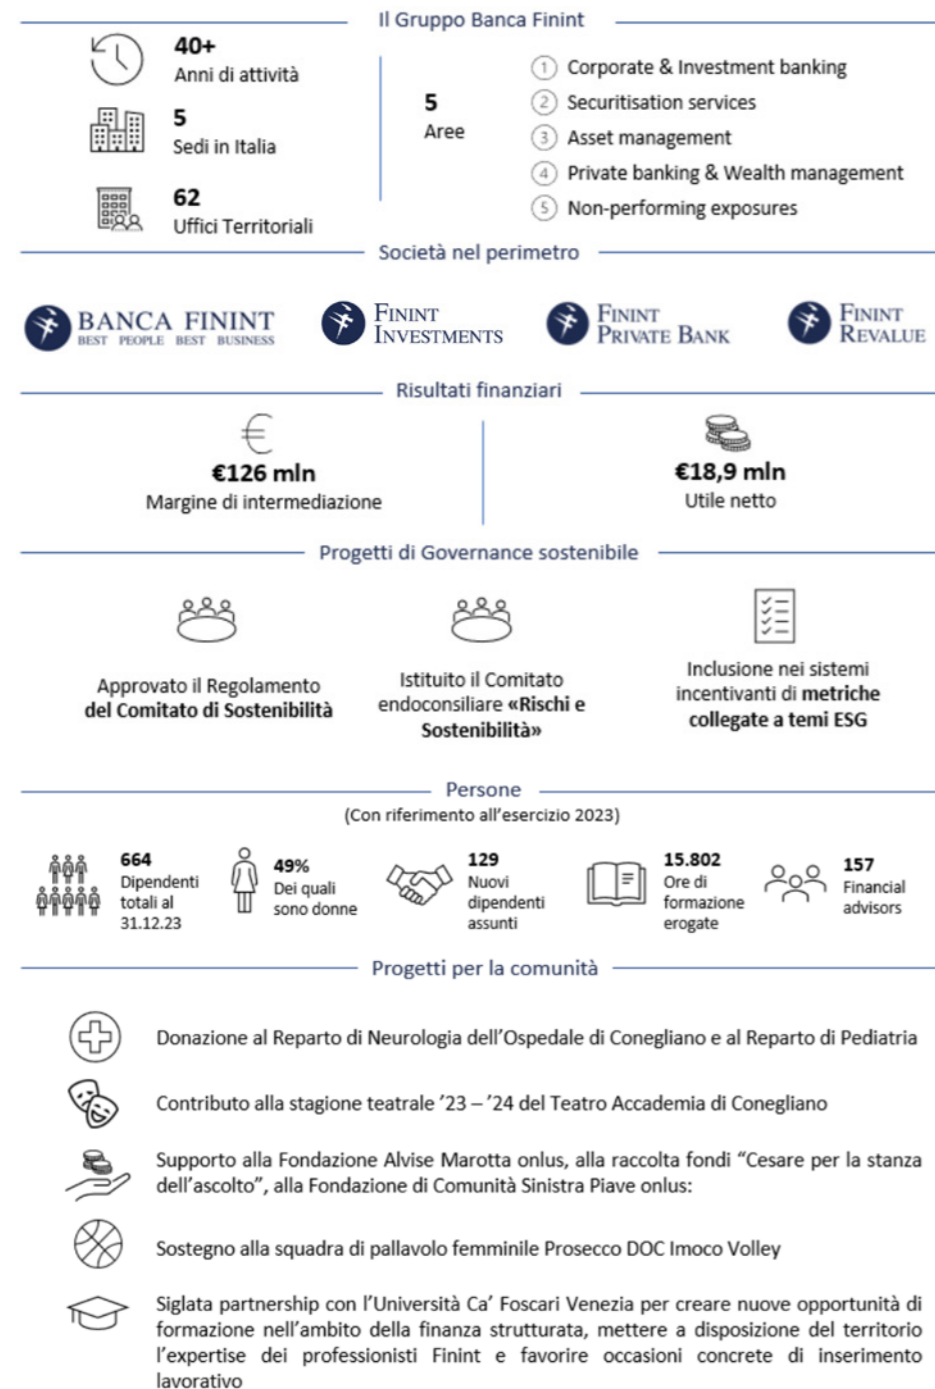 Il Gruppo Banca Finint
40+
Anni di attività
5
Sedi in Italia
62
Uffici Territoriali
5
Aree
1 Corporate & Investment banking
2 Securitisation services
3 Asset management
4 Private banking & Wealth management
5 Non-performing exposures
Società nel perimetro
BANCA FININT
BEST PEOPLE BEST BUSINESS
FININT
INVESTMENTS
FININT
PRIVATE BANK
FININT
REVALUE
Risultati finanziari
€126 mln
Margine di intermediazione
€18,9 mln
Utile netto
Progetti di Governance sostenibile
Approvato il Regolamento
del Comitato di Sostenibilità
Istituito il Comitato
endoconsiliare «Rischi e
Sostenibilità»
Inclusione nei sistemi
incentivanti di metriche
collegate a temi ESG
Persone
(Con riferimento all'esercizio 2023)
664
Dipendenti
totali al
31.12.23
49%
Dei quali
sono donne
129
Nuovi
dipendenti
assunti
15.802
Ore di
formazione
erogate
157
Financial
advisors
Progetti per la comunità
Donazione al Reparto di Neurologia dell'Ospedale di Conegliano e al Reparto di Pediatria
Contributo alla stagione teatrale '23 – '24 del Teatro Accademia di Conegliano
Supporto alla Fondazione Alvise Marotta onlus, alla raccolta fondi "Cesare per la stanza
dell'ascolto", alla Fondazione di Comunità Sinistra Piave onlus:
Sostegno alla squadra di pallavolo femminile Prosecco DOC Imoco Volley
Siglata partnership con l'Università Ca' Foscari Venezia per creare nuove opportunità di
formazione nell'ambito della finanza strutturata, mettere a disposizione del territorio
l'expertise dei professionisti Finint e favorire occasioni concrete di inserimento
lavorativo